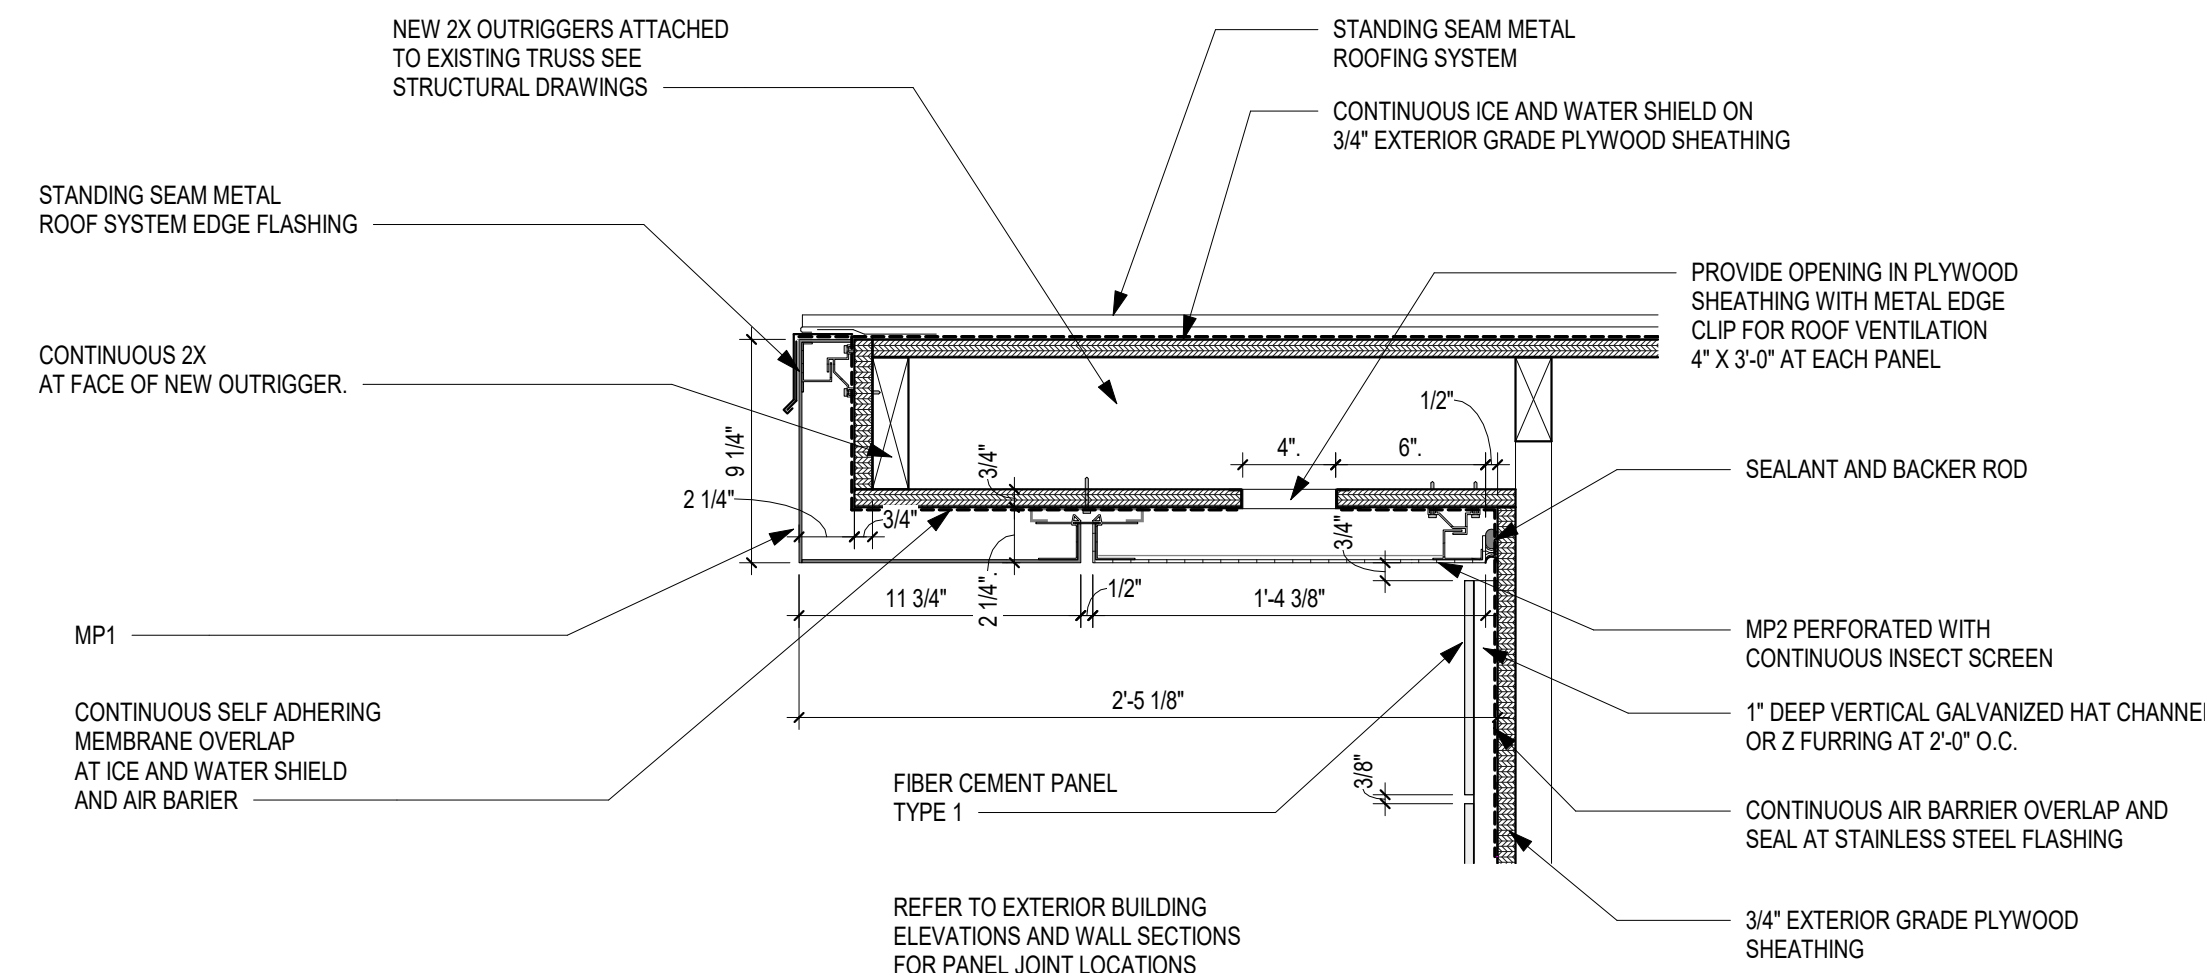 NEW 2X OUTRIGGERS ATTACHED
TO EXISTING TRUSS SEE
STRUCTURAL DRAWINGS
STANDING SEAM METAL
ROOFING SYSTEM
CONTINUOUS ICE AND WATER SHIELD ON
3/4" EXTERIOR GRADE PLYWOOD SHEATHING
STANDING SEAM METAL
ROOF SYSTEM EDGE FLASHING
PROVIDE OPENING IN PLYWOOD
SHEATHING WITH METAL EDGE
CLIP FOR ROOF VENTILATION
4" X 3'-0" AT EACH PANEL
CONTINUOUS 2X
AT FACE OF NEW OUTRIGGER.
1/2"
9 1/4"
3/4"
4".
6".
SEALANT AND BACKER ROD
2 1/4"
3/4"
3/4"
11 3/4"
2 1/4".
1/2"
1'-4 3/8"
MP1
MP2 PERFORATED WITH
CONTINUOUS INSECT SCREEN
2'-5 1/8"
CONTINUOUS SELF ADHERING
MEMBRANE OVERLAP
AT ICE AND WATER SHIELD
AND AIR BARIER
1" DEEP VERTICAL GALVANIZED HAT CHANNEL
OR Z FURRING AT 2'-0" O.C.
FIBER CEMENT PANEL
TYPE 1
3/8"
CONTINUOUS AIR BARRIER OVERLAP AND
SEAL AT STAINLESS STEEL FLASHING
REFER TO EXTERIOR BUILDING
ELEVATIONS AND WALL SECTIONS
FOR PANEL JOINT LOCATIONS
3/4" EXTERIOR GRADE PLYWOOD
SHEATHING